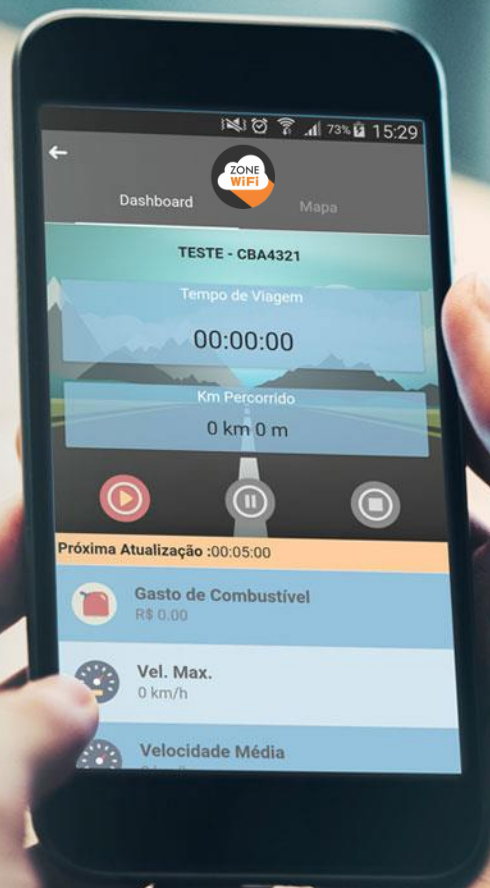 73% 15:29
ZONE
WiFi
Dashboard Mapa
TESTE - CBA4321
Tempo de Viagem
00:00:00
Km Percorrido
0 km 0 m
Próxima Atualização :00:05:00
Gasto de Combustível
R$ 0.00
Vel. Max.
0 km/h
Velocidade Média